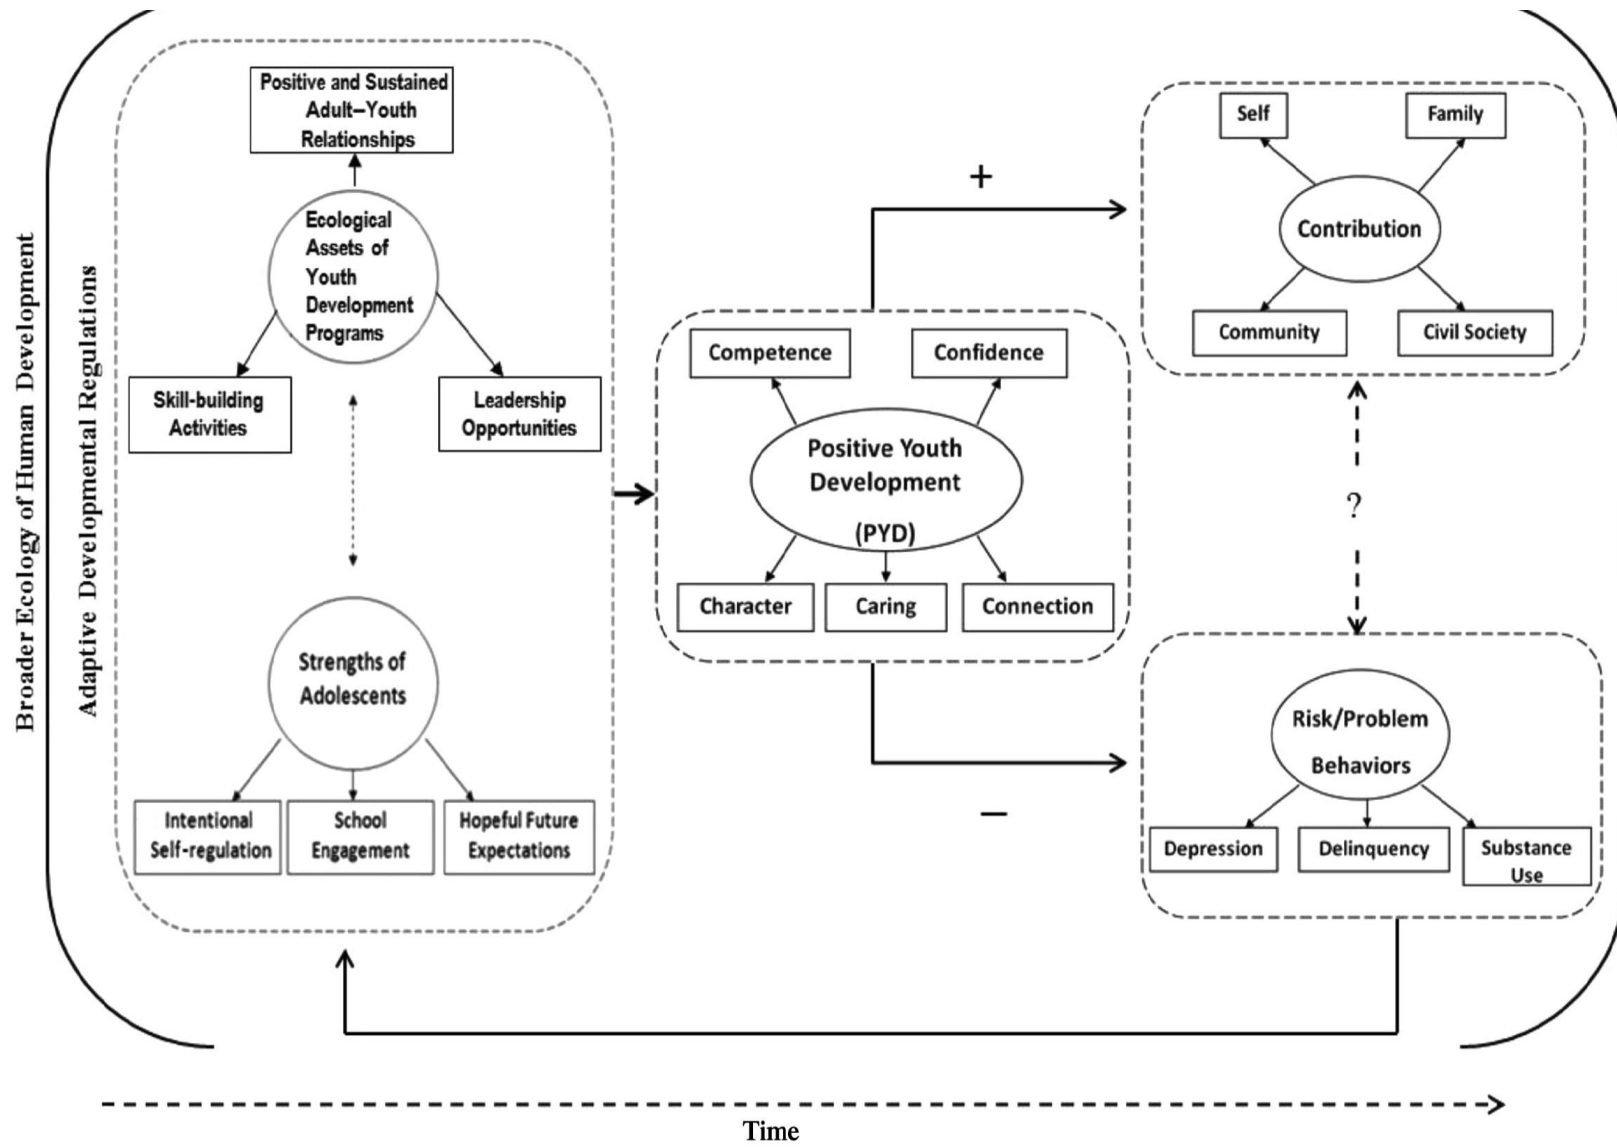 Broader Ecology of Human Development
Adaptive Developmental Regulations
Positive and Sustained
Adult–Youth
Relationships
Ecological
Assets of
Youth
Development
Programs
Skill-building
Activities
Leadership
Opportunities
Strengths of
Adolescents
Intentional
Self-regulation
School
Engagement
Hopeful Future
Expectations
Competence
Confidence
Positive Youth
Development
(PYD)
Character
Caring
Connection
+
−
Self
Family
Contribution
Community
Civil Society
?
Risk/Problem
Behaviors
Depression
Delinquency
Substance
Use
Time